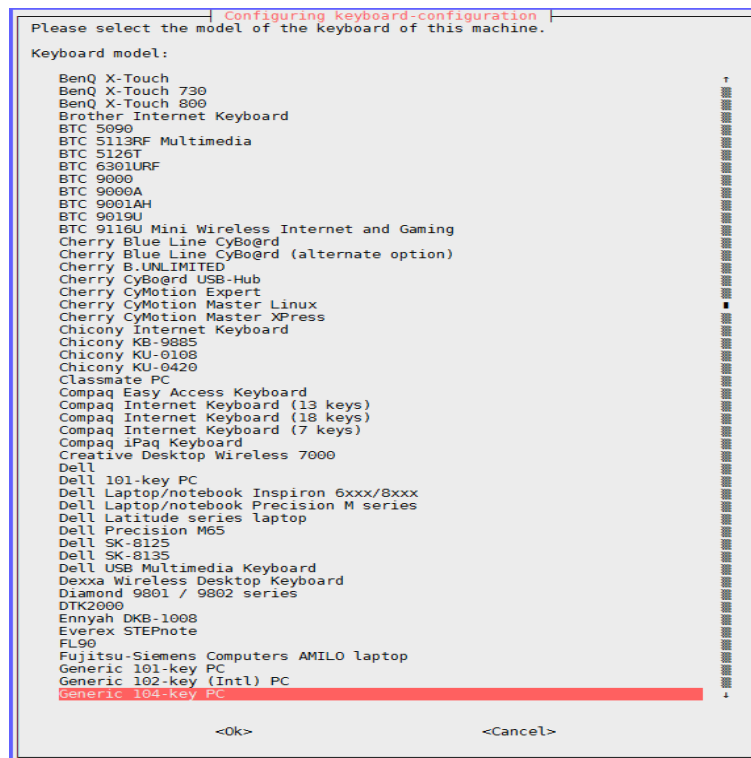 Configuring keyboard-configuration
Please select the model of the keyboard of this machine.
Keyboard model:
BenQ X-Touch
BenQ X-Touch 730
BenQ X-Touch 800
Brother Internet Keyboard
BTC 5090
BTC 5113RF Multimedia
BTC 5126T
BTC 6301URF
BTC 9000
BTC 9000A
BTC 9001AH
BTC 9019U
BTC 9116U Mini Wireless Internet and Gaming
Cherry Blue Line CyBo@rd
Cherry Blue Line CyBo@rd (alternate option)
Cherry B.UNLIMITED
Cherry CyBo@rd USB-Hub
Cherry CyMotion Expert
Cherry CyMotion Master Linux
Cherry CyMotion Master XPress
Chicony Internet Keyboard
Chicony KB-9885
Chicony KU-0108
Chicony KU-0420
Classmate PC
Compaq Easy Access Keyboard
Compaq Internet Keyboard (13 keys)
Compaq Internet Keyboard (18 keys)
Compaq Internet Keyboard (7 keys)
Compaq iPaq Keyboard
Creative Desktop Wireless 7000
Dell
Dell 101-key PC
Dell Laptop/notebook Inspiron 6xxx/8xxx
Dell Laptop/notebook Precision M series
Dell Latitude series laptop
Dell Precision M65
Dell SK-8125
Dell SK-8135
Dell USB Multimedia Keyboard
Dexxa Wireless Desktop Keyboard
Diamond 9801 / 9802 series
DTK2000
Ennyah DKB-1008
Everex STEPnote
FL90
Fujitsu-Siemens Computers AMILO laptop
Generic 101-key PC
Generic 102-key (Intl) PC
Generic 104-key PC
<Ok> <Cancel>